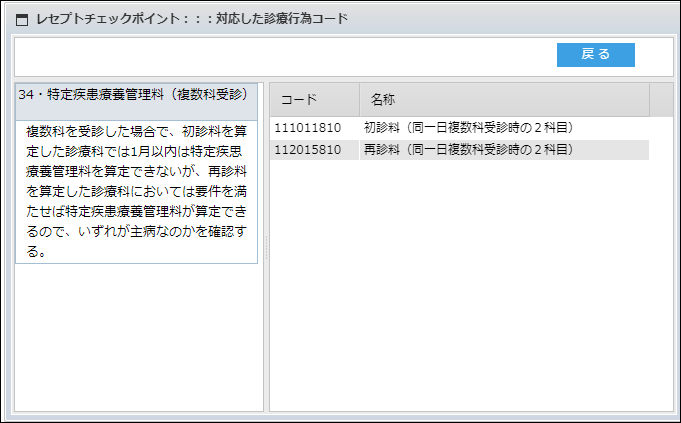 レセプトチェックポイント：：：対応した診療行為コード
戻る
34・特定疾患療養管理料（複数科受診）
複数科を受診した場合で、初診料を算
定した診療科では1月以内は特定疾患
療養管理料を算定できないが、再診料
を算定した診療科においては要件を満
たせば特定疾患療養管理料が算定でき
るので、いずれが主病なのかを確認す
る。
コード 名称
111011810 初診料（同一日複数科受診時の２科目）
112015810 再診料（同一日複数科受診時の２科目）